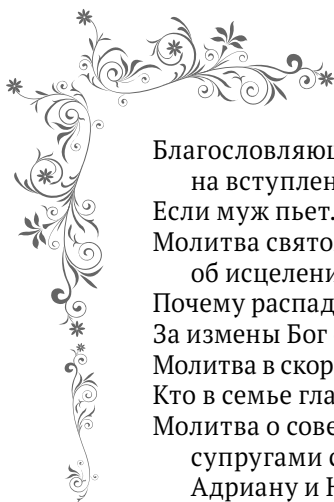 Благословляющ
на вступлен
Если муж пьет.
Молитва свято
об исцелени
Почему распад
За измены Бог
Молитва в скор
Кто в семье гла
Молитва о сове
супругами с
Адриану и Н